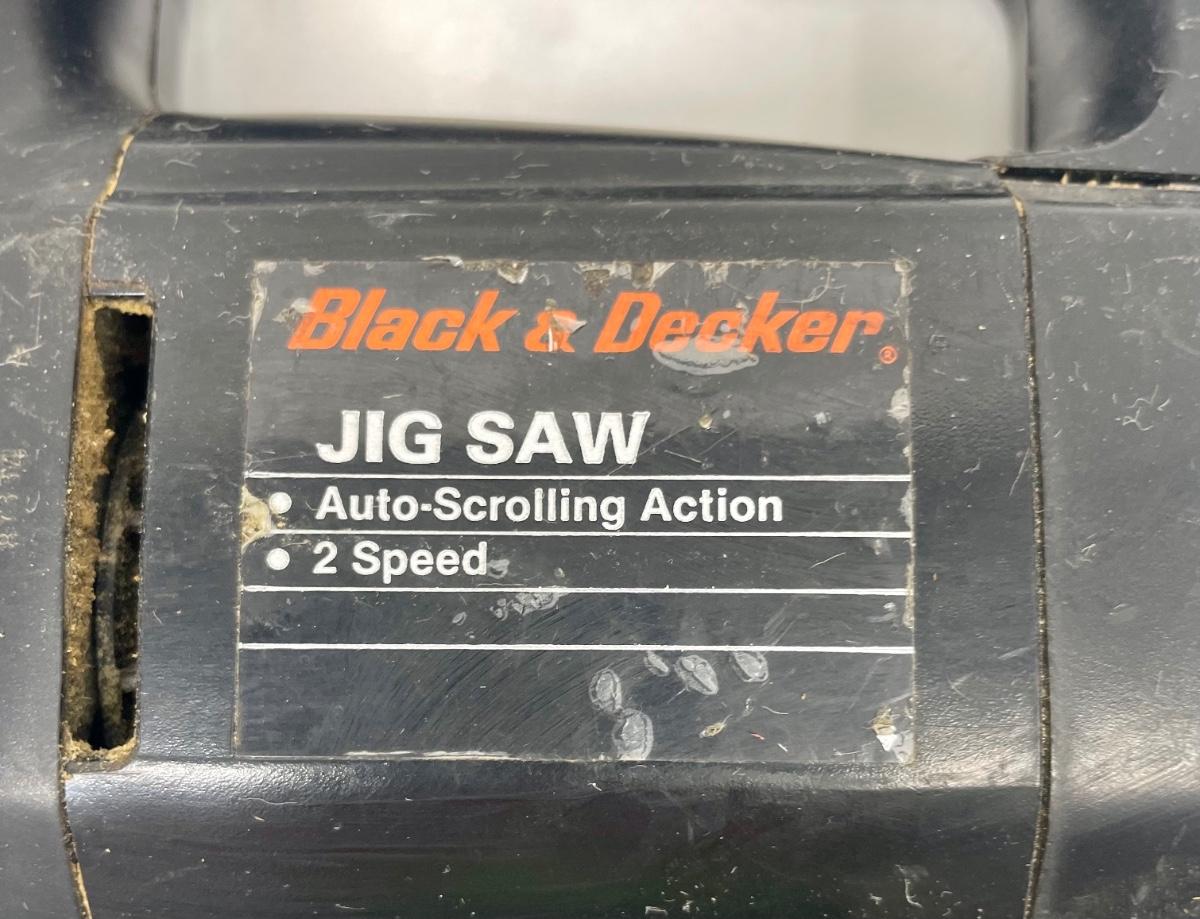 Black & Decker®
JIG SAW
• Auto-Scrolling Action
• 2 Speed